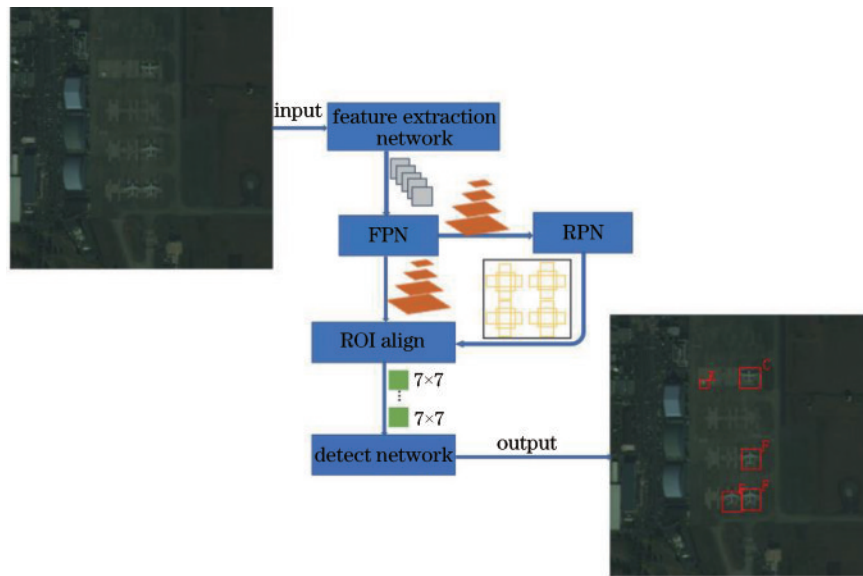 input
feature extraction
network
FPN
RPN
ROI align
7×7
7×7
detect network
output
C
F